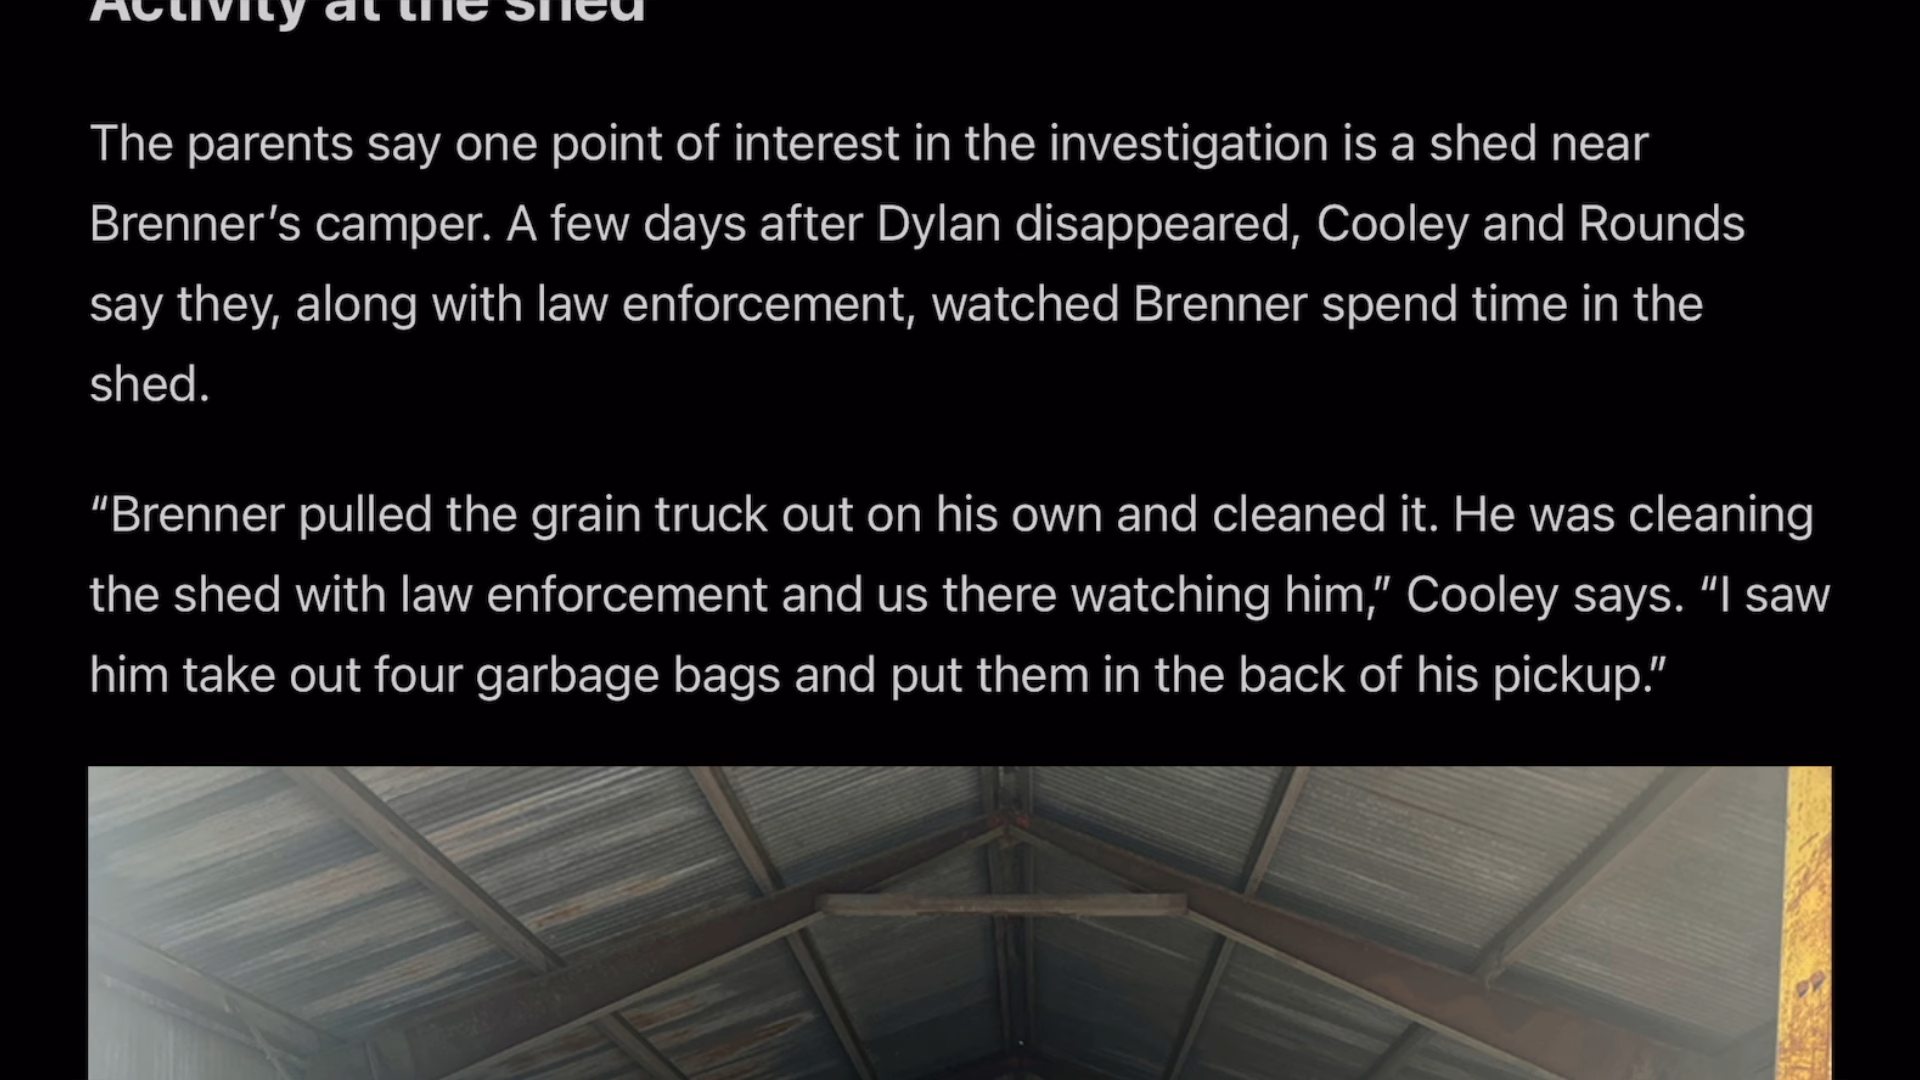 Activity at the shed
The parents say one point of interest in the investigation is a shed near
Brenner’s camper. A few days after Dylan disappeared, Cooley and Rounds
say they, along with law enforcement, watched Brenner spend time in the
shed.
“Brenner pulled the grain truck out on his own and cleaned it. He was cleaning
the shed with law enforcement and us there watching him,” Cooley says. “I saw
him take out four garbage bags and put them in the back of his pickup.”